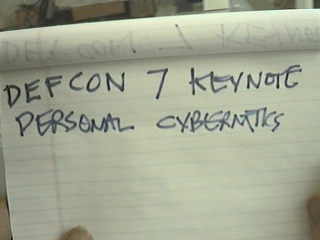 DEFCON 7 KEYNOTE
PERSONAL CYBERNETICS